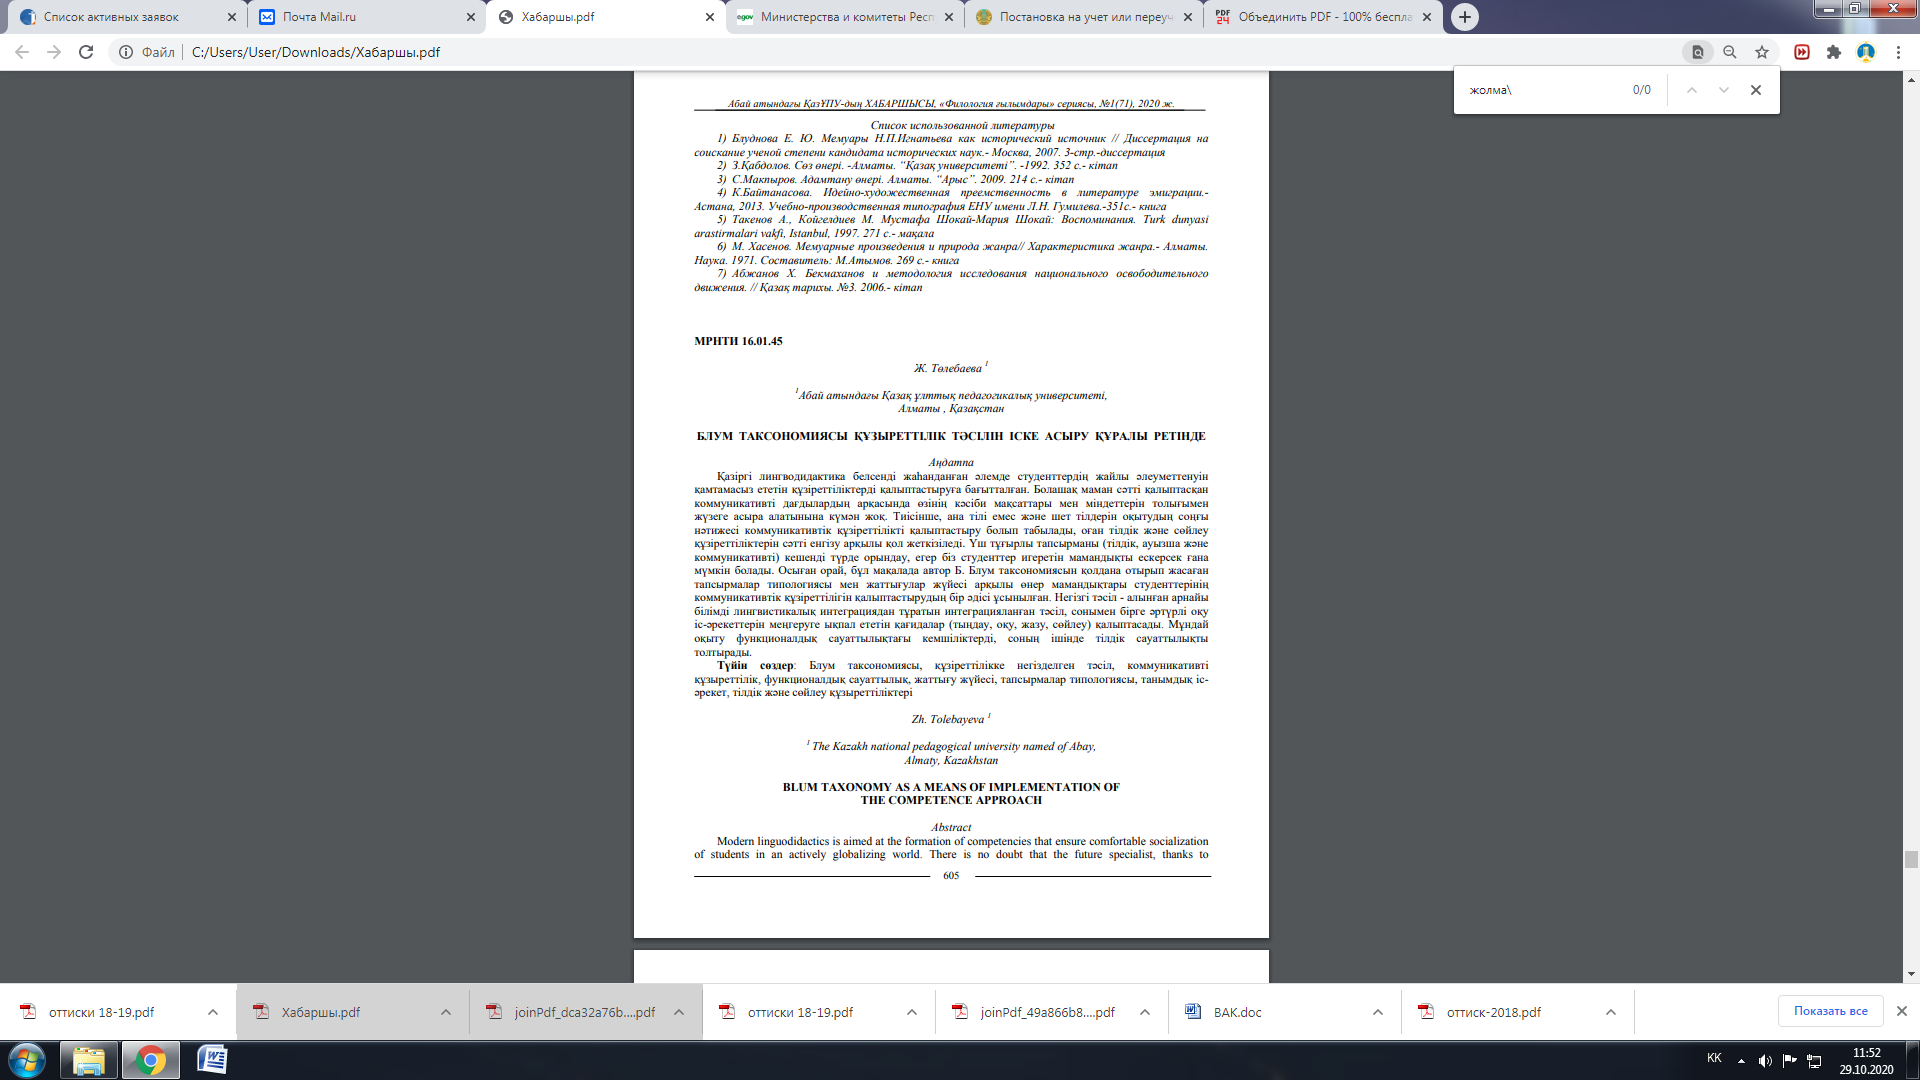 Список активных заявок
Почта Mail.ru
Хабаршы.pdf
Министерства и комитеты Респ
Постановка на учет или переуч
Объединить PDF - 100% беспла
Файл
C:/Users/User/Downloads/Хабаршы.pdf
жолма\
0/0
Абай атындағы ҚазҰПУ-дың ХАБАРШЫСЫ, «Филология ғылымдары» сериясы, №1(71), 2020 ж.
Список использованной литературы
1) Блуднова Е. Ю. Мемуары Н.П.Игнатьева как исторический источник // Диссертация на
соискание ученой степени кандидата исторических наук.- Москва, 2007. 3-стр.-диссертация
2) З.Қабдолов. Сөз өнері. -Алматы. “Қазақ университеті”. -1992. 352 с.- кітап
3) С.Мақпыров. Адамтану өнері. Алматы. “Арыс”. 2009. 214 с.- кітап
4) К.Байтанасова. Идейно-художественная преемственность в литературе эмиграции.-
Астана, 2013. Учебно-производственная типография ЕНУ имени Л.Н. Гумилева.-351с.- книга
5) Такенов А., Койгелдиев М. Мустафа Шокай-Мария Шокай: Воспоминания. Turk dunyasi
arastirmalari vakfi, Istanbul, 1997. 271 с.- мақала
6) М. Хасенов. Мемуарные произведения и природа жанра// Характеристика жанра.- Алматы.
Наука. 1971. Составитель: М.Атымов. 269 с.- книга
7) Абжанов Х. Бекмаханов и методология исследования национального освободительного
движения. // Қазақ тарихы. №3. 2006.- кітап
МРНТИ 16.01.45
Ж. Төлебаева 1
1Абай атындағы Қазақ ұлттық педагогикалық университеті,
Алматы , Қазақстан
БЛУМ ТАКСОНОМИЯСЫ ҚҰЗЫРЕТТІЛІК ТӘСІЛІН ІСКЕ АСЫРУ ҚҰРАЛЫ РЕТІНДЕ
Аңдатпа
Қазіргі лингводидактика белсенді жаһанданған әлемде студенттердің жайлы әлеуметтенуін
қамтамасыз ететін құзіреттіліктерді қалыптастыруға бағытталған. Болашақ маман сәтті қалыптасқан
коммуникативті дағдылардың арқасында өзінің кәсіби мақсаттары мен міндеттерін толығымен
жүзеге асыра алатынына күмән жоқ. Тиісінше, ана тілі емес және шет тілдерін оқытудың соңғы
нәтижесі коммуникативтік құзіреттілікті қалыптастыру болып табылады, оған тілдік және сөйлеу
құзіреттіліктерін сәтті енгізу арқылы қол жеткізіледі. Үш тұғырлы тапсырманы (тілдік, ауызша және
коммуникативті) кешенді түрде орындау, егер біз студенттер игеретін мамандықты ескерсек ғана
мүмкін болады. Осыған орай, бұл мақалада автор Б. Блум таксономиясын қолдана отырып жасаған
тапсырмалар типологиясы мен жаттығулар жүйесі арқылы өнер мамандықтары студенттерінің
коммуникативтік құзіреттілігін қалыптастырудың бір әдісі ұсынылған. Негізгі тәсіл - алынған арнайы
білімді лингвистикалық интеграциядан тұратын интеграцияланған тәсіл, сонымен бірге әртүрлі оқу
іс-әрекеттерін меңгеруге ықпал ететін қағидалар (тыңдау, оқу, жазу, сөйлеу) қалыптасады. Мұндай
оқыту функционалдық сауаттылықтағы кемшіліктерді, соның ішінде тілдік сауаттылықты
толтырады.
Түйін сөздер: Блум таксономиясы, құзіреттілікке негізделген тәсіл, коммуникативті
құзыреттілік, функционалдық сауаттылық, жаттығу жүйесі, тапсырмалар типологиясы, танымдық іс-
әрекет, тілдік және сөйлеу құзыреттіліктері
Zh. Tolebayeva 1
1 The Kazakh national pedagogical university named of Abay,
Almaty, Kazakhstan
BLUM TAXONOMY AS A MEANS OF IMPLEMENTATION OF
THE COMPETENCE APPROACH
Abstract
Modern linguodidactics is aimed at the formation of competencies that ensure comfortable socialization
of students in an actively globalizing world. There is no doubt that the future specialist, thanks to
605
оттиски 18-19.pdf
Хабаршы.pdf
joinPdf_dca32a76b....pdf
оттиски 18-19.pdf
joinPdf_49a866b8....pdf
ВАК.doc
оттиск-2018.pdf
Показать все
KK
11:52
29.10.2020